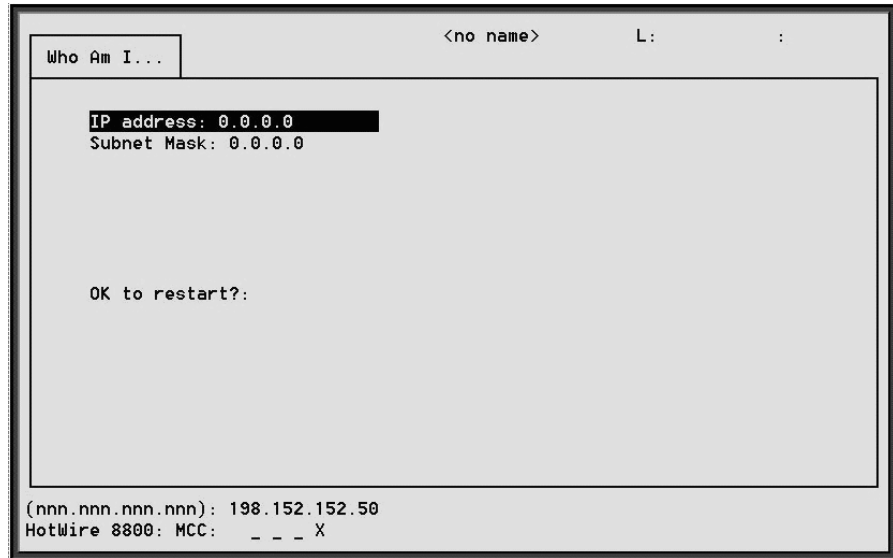 <no name> L: :
Who Am I...
IP address: 0.0.0.0
Subnet Mask: 0.0.0.0
OK to restart?:
(nnn.nnn.nnn.nnn): 198.152.152.50
HotWire 8800: MCC: _ _ _ X